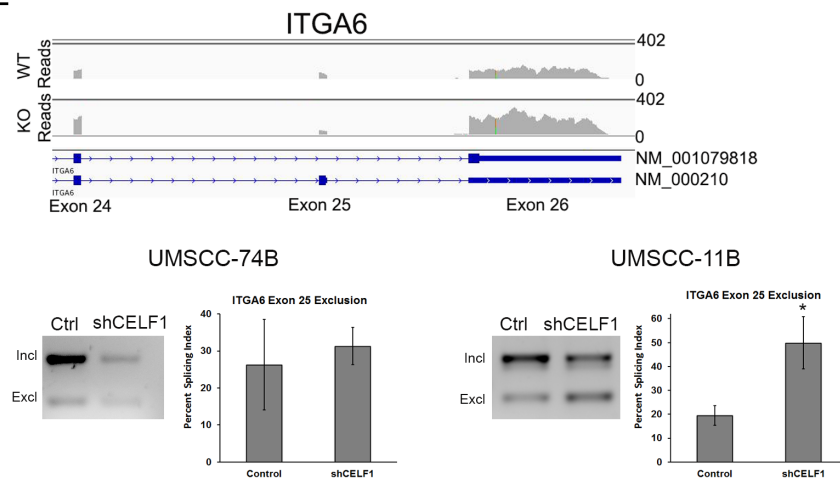 ITGA6
WT
Reads
402
0
KO
Reads
402
0
NM_001079818
ITGA6
NM_000210
ITGA6
Exon 24
Exon 25
Exon 26
UMSCC-74B
Ctrl
shCELF1
Incl
Excl
ITGA6 Exon 25 Exclusion
Percent Splicing Index
40
30
20
10
0
Control
shCELF1
UMSCC-11B
Ctrl
shCELF1
Incl
Excl
ITGA6 Exon 25 Exclusion
*
Percent Splicing Index
60
50
40
30
20
10
0
Control
shCELF1